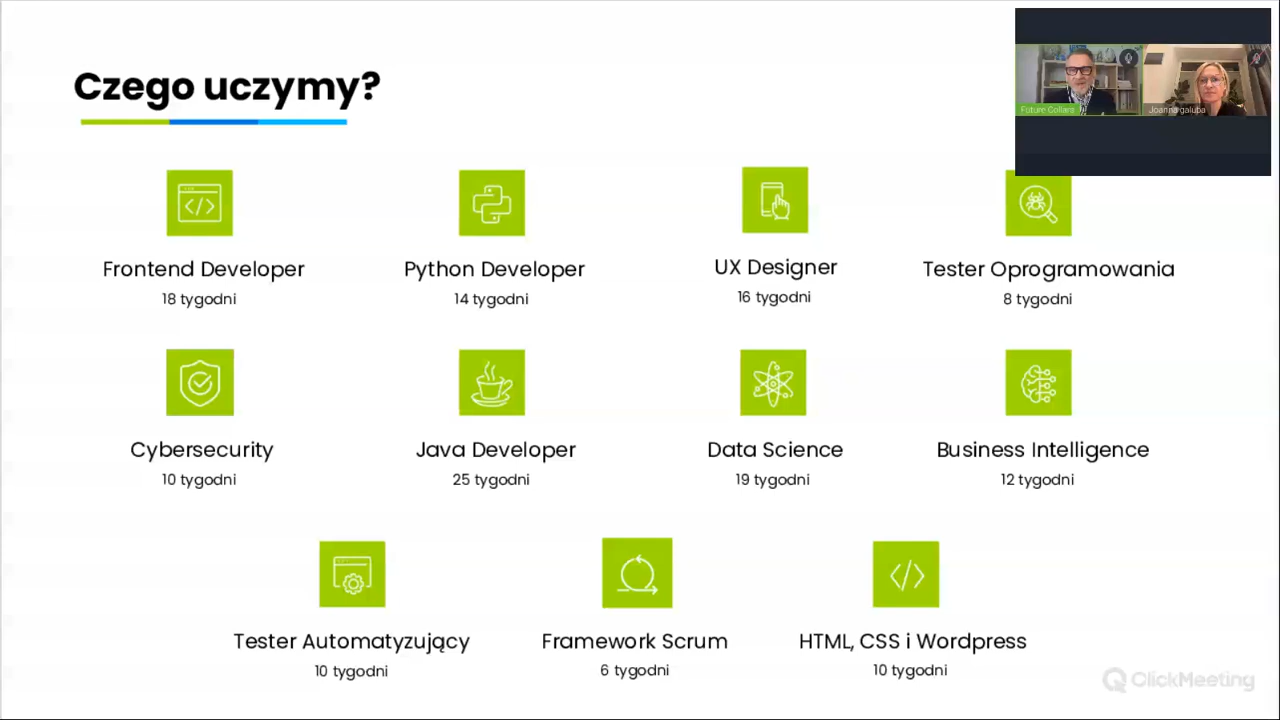 Czego uczymy?
Future Collars
Joanna galuba
Frontend Developer
18 tygodni
Python Developer
14 tygodni
UX Designer
16 tygodni
Tester Oprogramowania
8 tygodni
Cybersecurity
10 tygodni
Java Developer
25 tygodni
Data Science
19 tygodni
Business Intelligence
12 tygodni
Tester Automatyzujący
10 tygodni
Framework Scrum
6 tygodni
HTML, CSS i Wordpress
10 tygodni
ClickMeeting